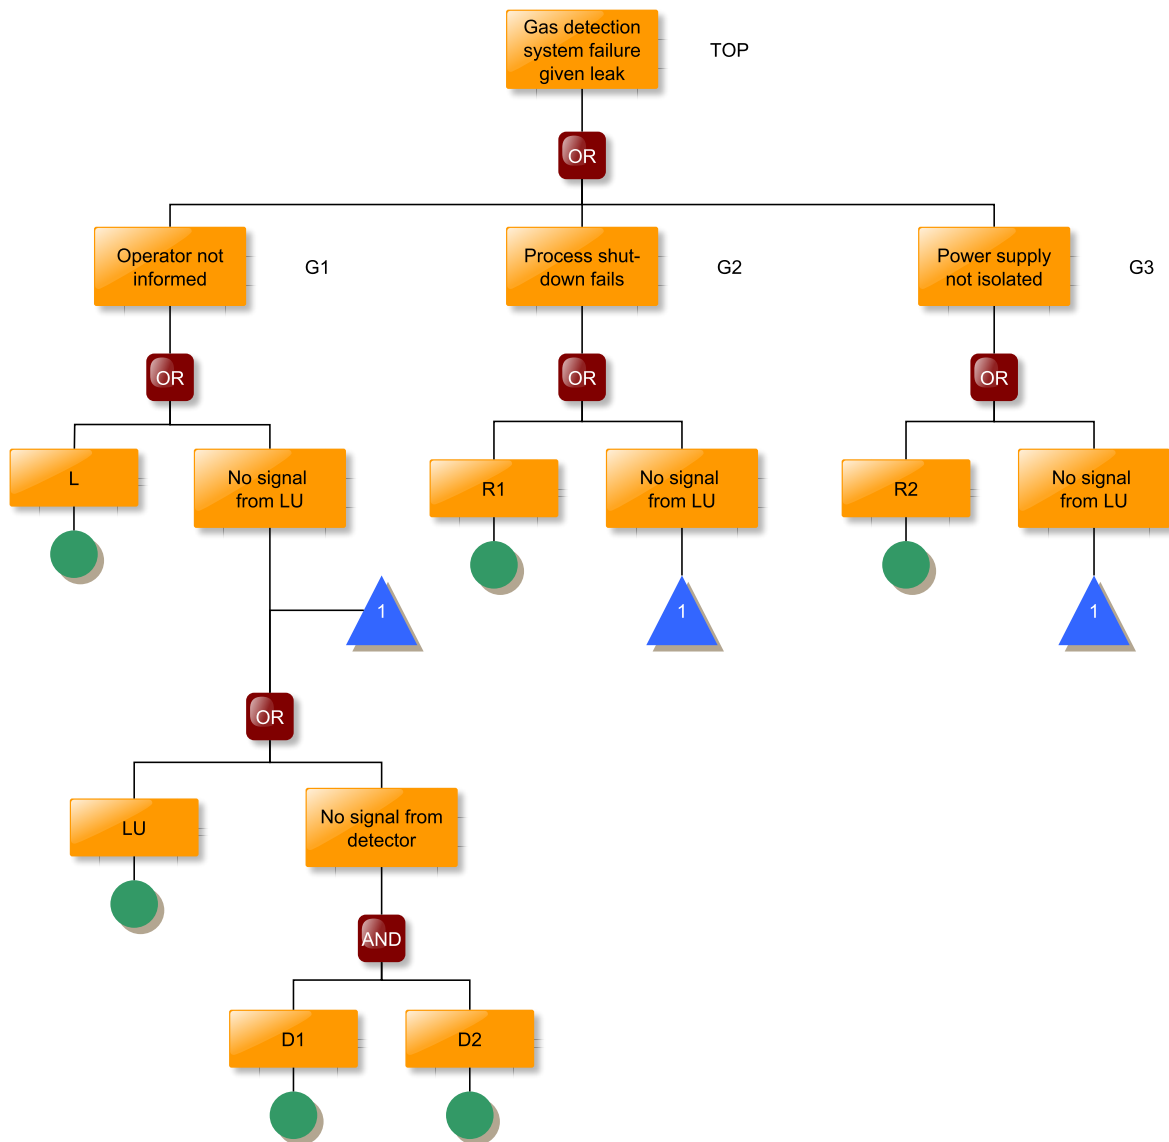 Gas detection
system failure
given leak
TOP
OR
Operator not
informed
G1
Process shut-
down fails
G2
Power supply
not isolated
G3
OR
OR
OR
L
No signal
from LU
R1
No signal
from LU
R2
No signal
from LU
1
1
1
OR
LU
No signal from
detector
AND
D1
D2